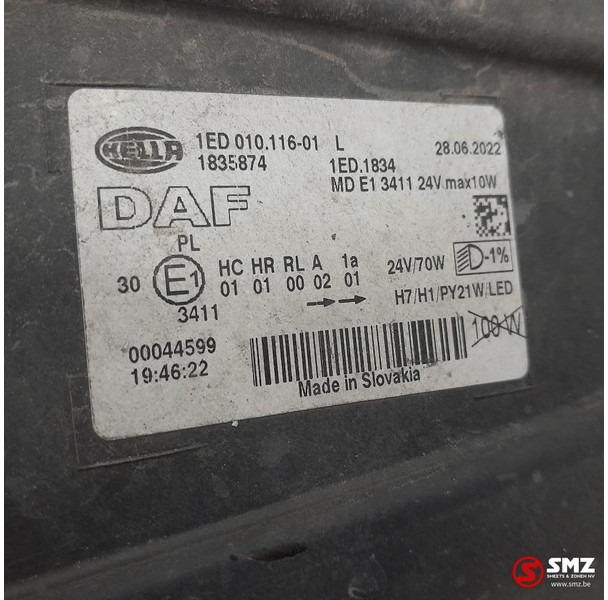 HELLA
1ED 010.116-01 L 28.06.2022
1835874 1ED.1834
MD E1 3411 24V max10W
DAF
PL
30 E1 HC HR RL A 1a 24V/70W D-1%
01 01 00 02 01
3411 H7/H1/PY21W/LED
100 W
00044599
19:46:22
Made in Slovakia
SMZ
SMEETS & ZONEN NV
www.smz.be